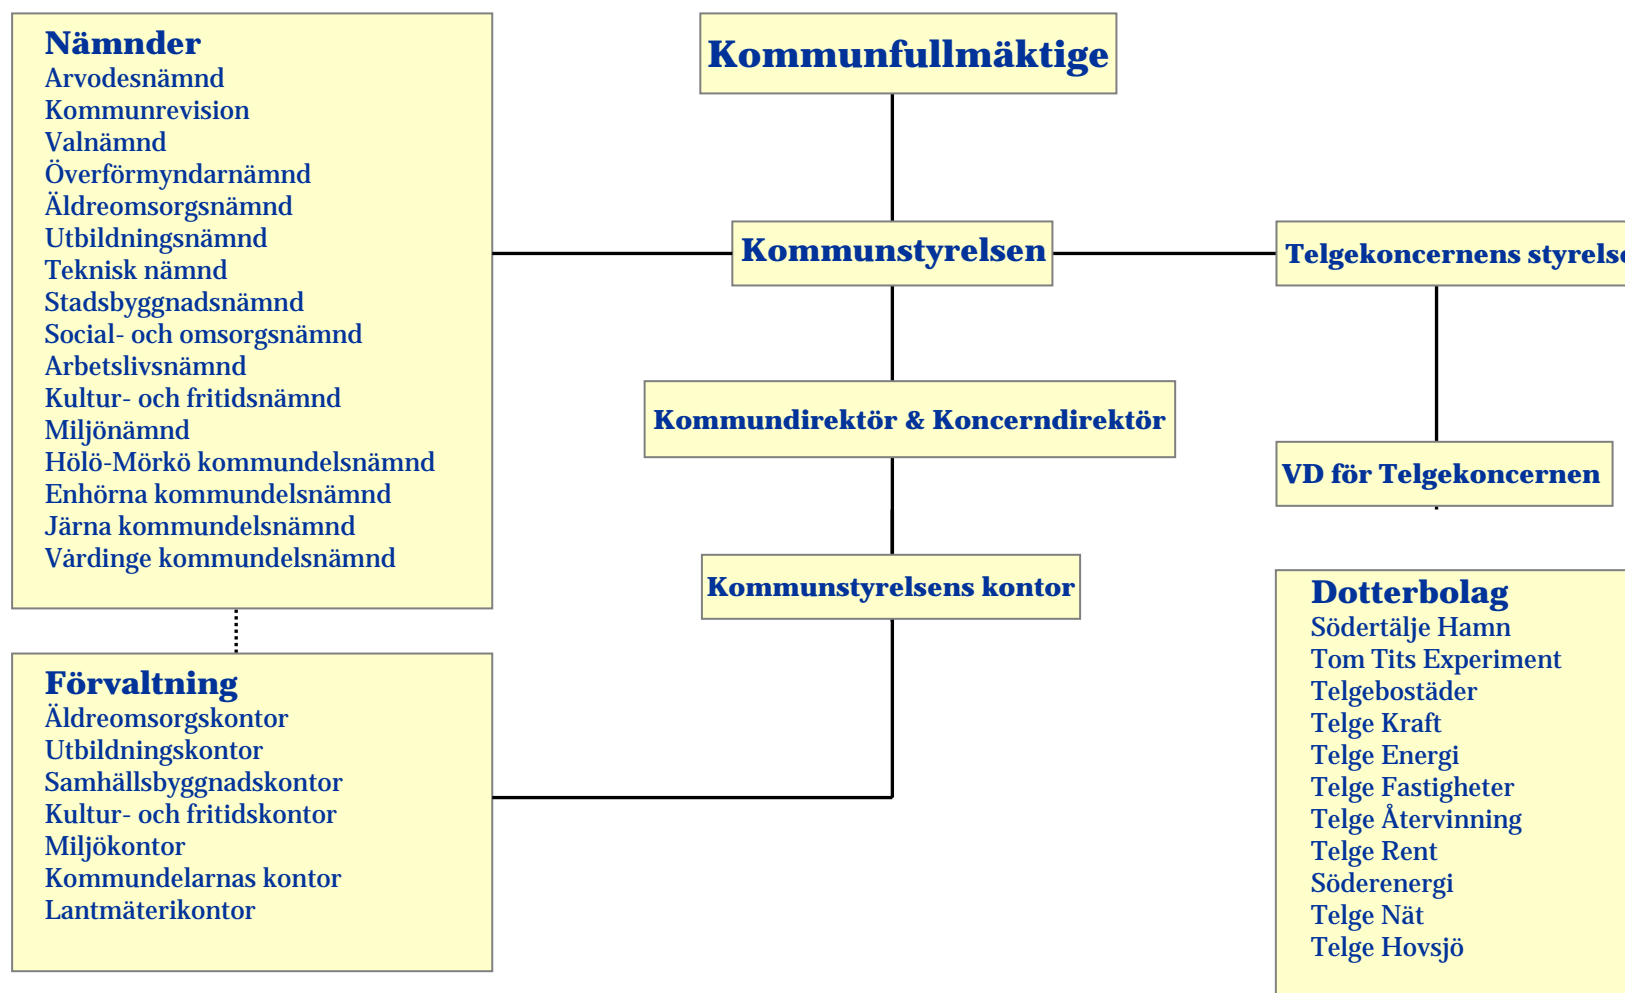 Nämnder
Arvodesnämnd
Kommunrevision
Valnämnd
Överförmyndarnämnd
Äldreomsorgsnämnd
Utbildningsnämnd
Teknisk nämnd
Stadsbyggnadsnämnd
Social- och omsorgsnämnd
Arbetslivsnämnd
Kultur- och fritidsnämnd
Miljönämnd
Hölö-Mörkö kommundelsnämnd
Enhörna kommundelsnämnd
Järna kommundelsnämnd
Vårdinge kommundelsnämnd
Förvaltning
Äldreomsorgskontor
Utbildningskontor
Samhällsbyggnadskontor
Kultur- och fritidskontor
Miljökontor
Kommundelarnas kontor
Lantmäterikontor
Kommunfullmäktige
Kommunstyrelsen
Kommundirektör & Koncerndirektör
Kommunstyrelsens kontor
Telgekoncernens styrelse
VD för Telgekoncernen
Dotterbolag
Södertälje Hamn
Tom Tits Experiment
Telgebostäder
Telge Kraft
Telge Energi
Telge Fastigheter
Telge Återvinning
Telge Rent
Söderenergi
Telge Nät
Telge Hovsjö